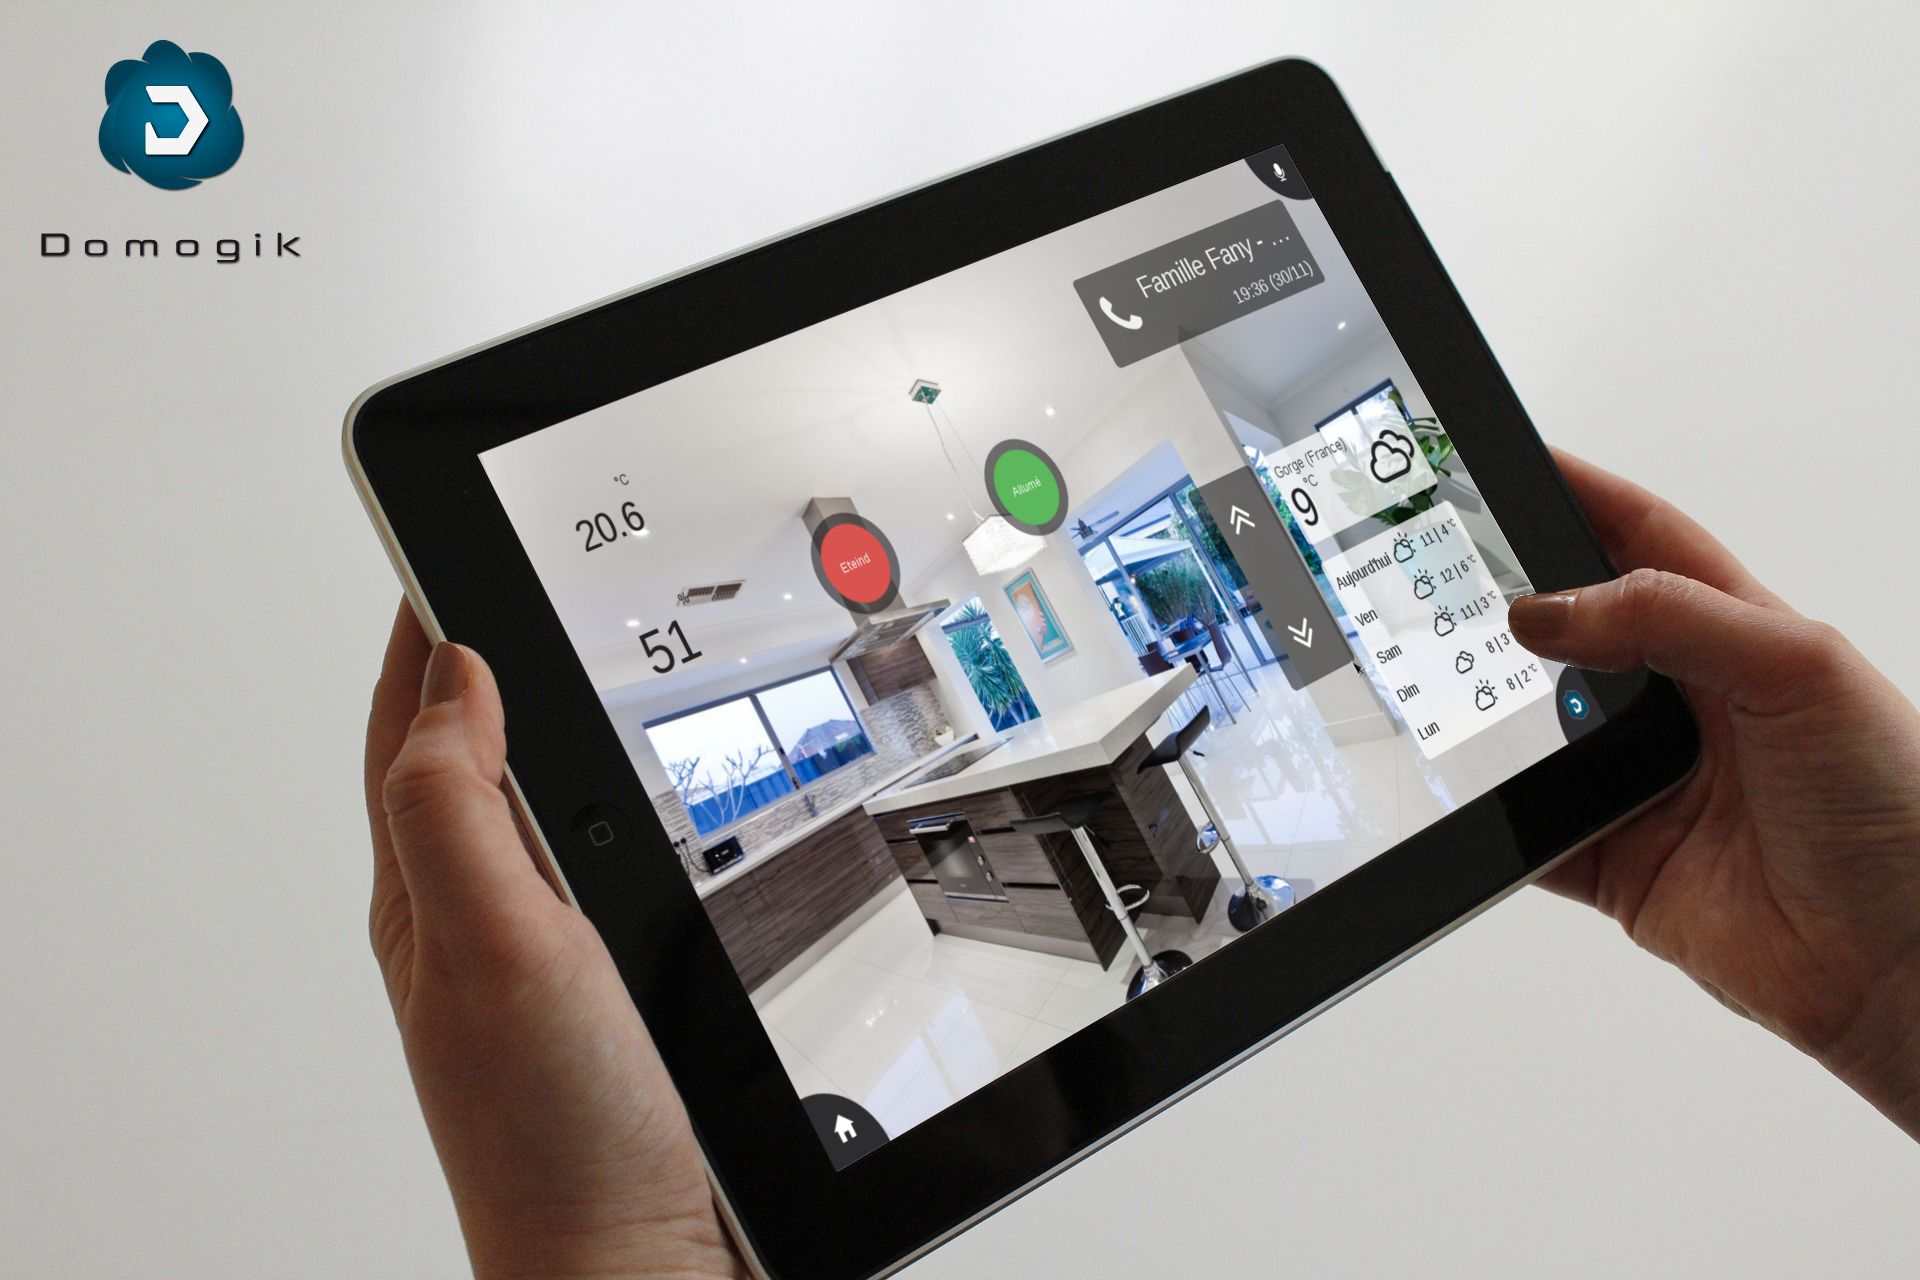 Domogik
Famille Fany - ...
19:36 (30/11)
°C
20.6
Allumé
Eteind
%
51
Gorge (France)
°C
9
Aujourd'hui 11 | 4 °C
Ven 12 | 6 °C
Sam 11 | 3 °C
Dim 8 | 3
Lun 8 | 2 °C